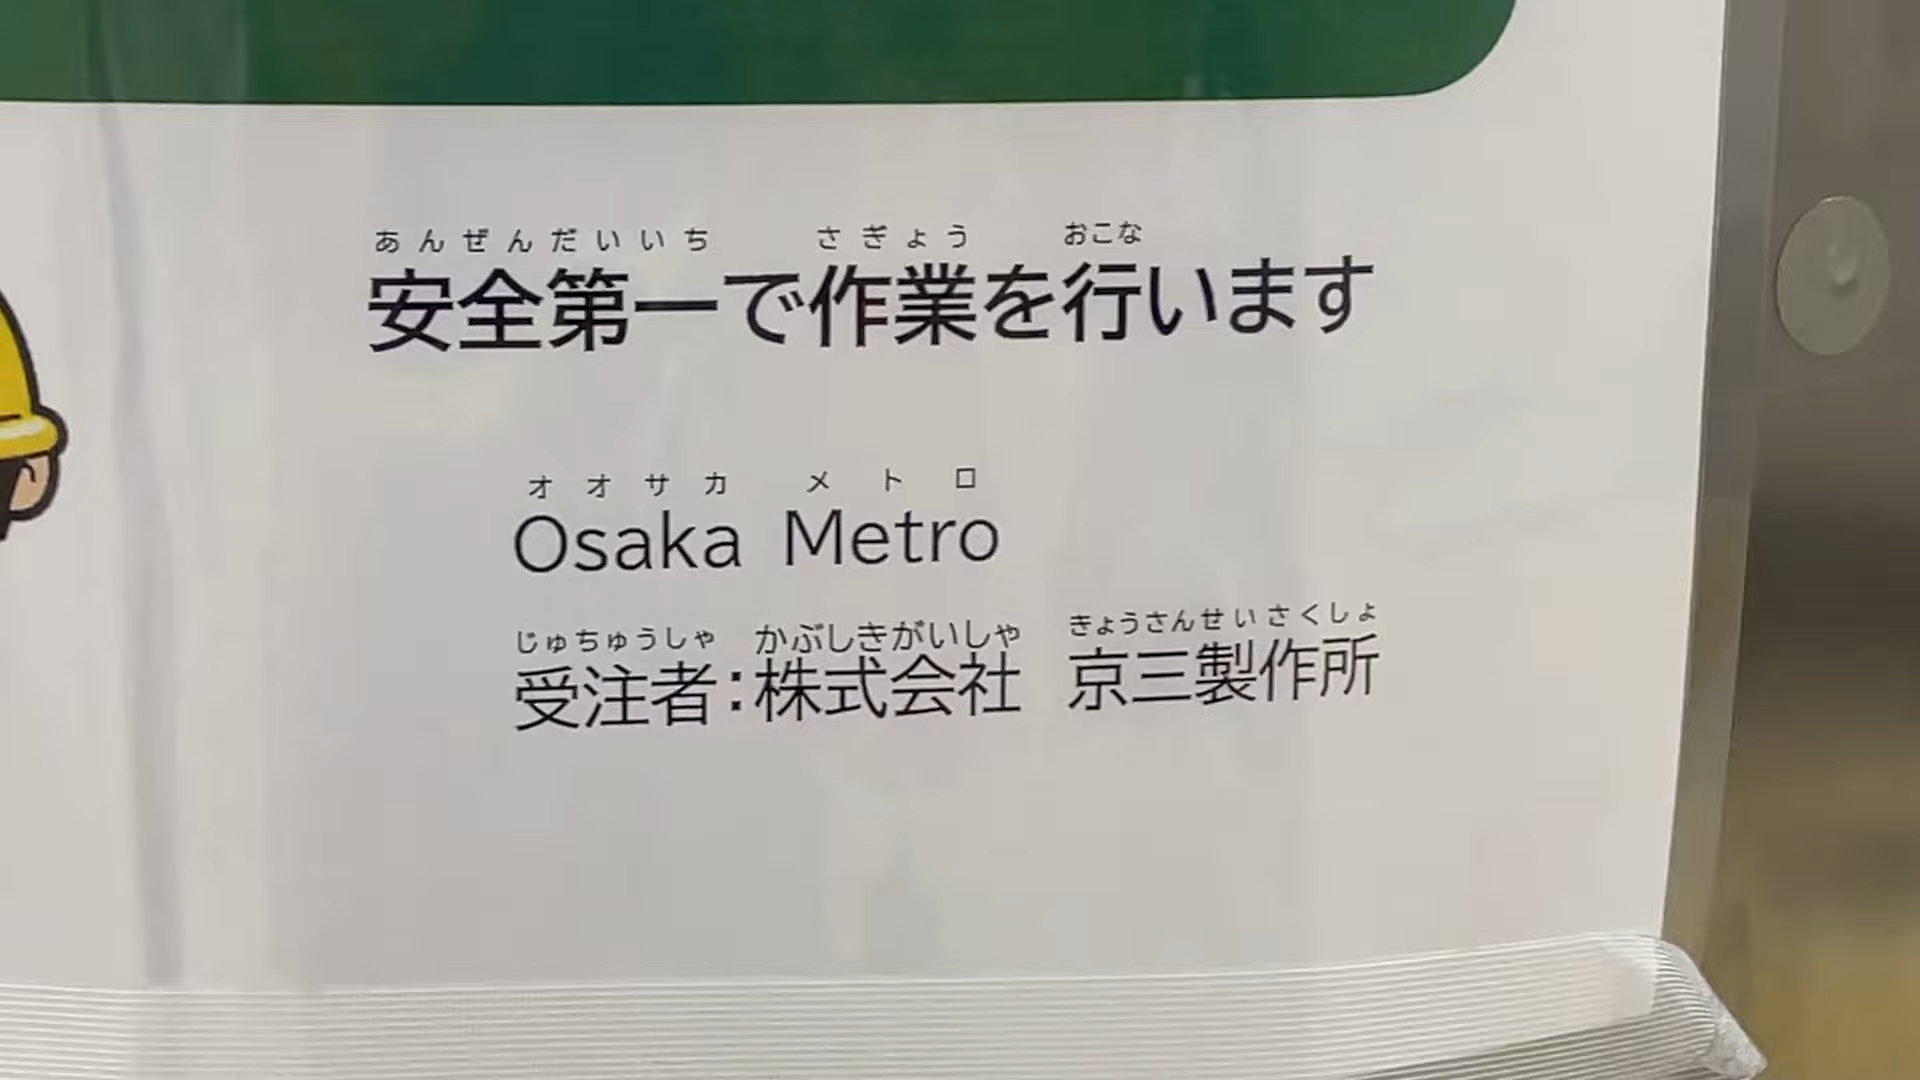 あんぜんだいいち さぎょう おこな
安全第一で作業を行います
オオサカ メトロ
Osaka Metro
じゅちゅうしゃ かぶしきがいしゃ きょうさんせいさくしょ
受注者:株式会社 京三製作所